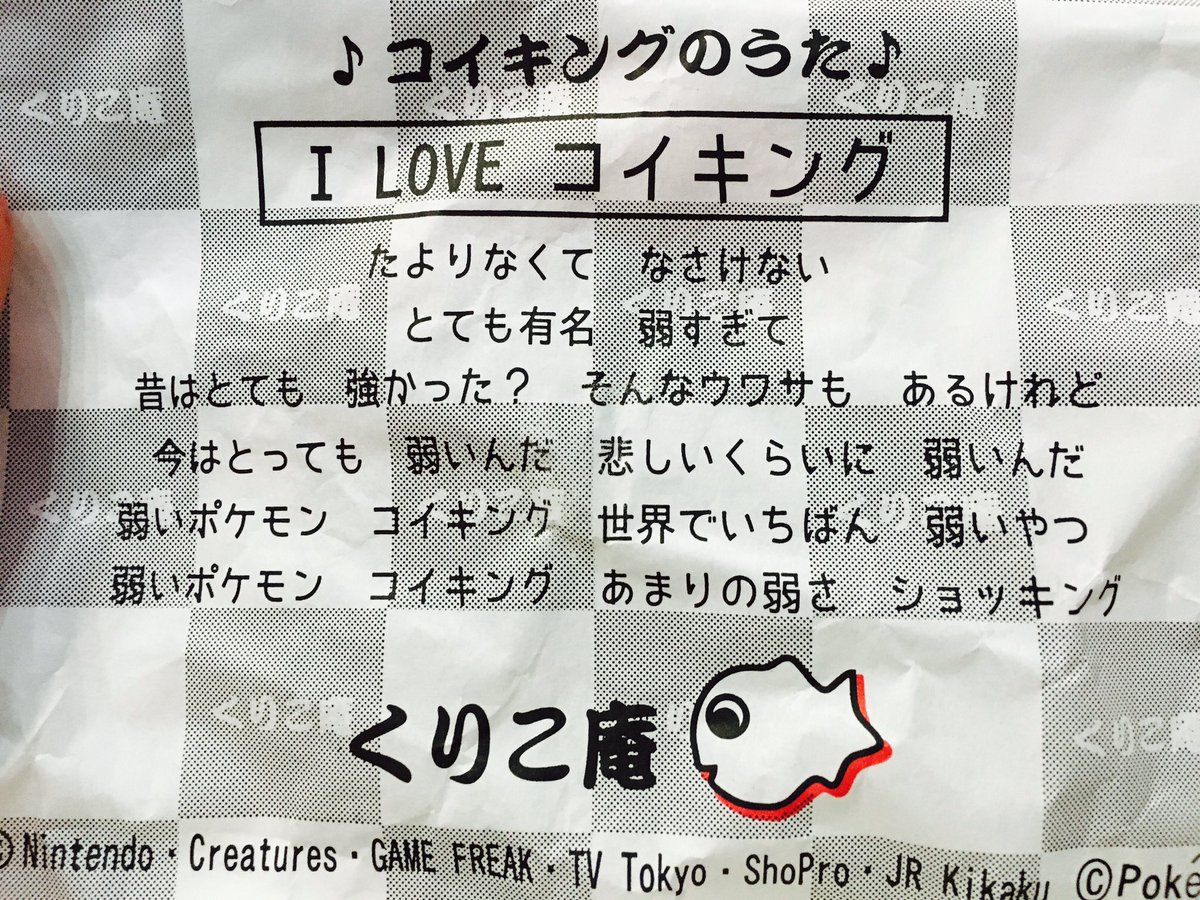 ♪コイキングのうた♪
I LOVE コイキング
たよりなくて なさけない
とても有名 弱すぎて
昔はとても 強かった？ そんなウワサも あるけれど
今はとっても 弱いんだ 悲しいくらいに 弱いんだ
弱いポケモン コイキング 世界でいちばん 弱いやつ
弱いポケモン コイキング あまりの弱さ ショッキング
くりこ庵
©Nintendo・Creatures・GAME FREAK・TV Tokyo・ShoPro・JR Kikaku ©Poké